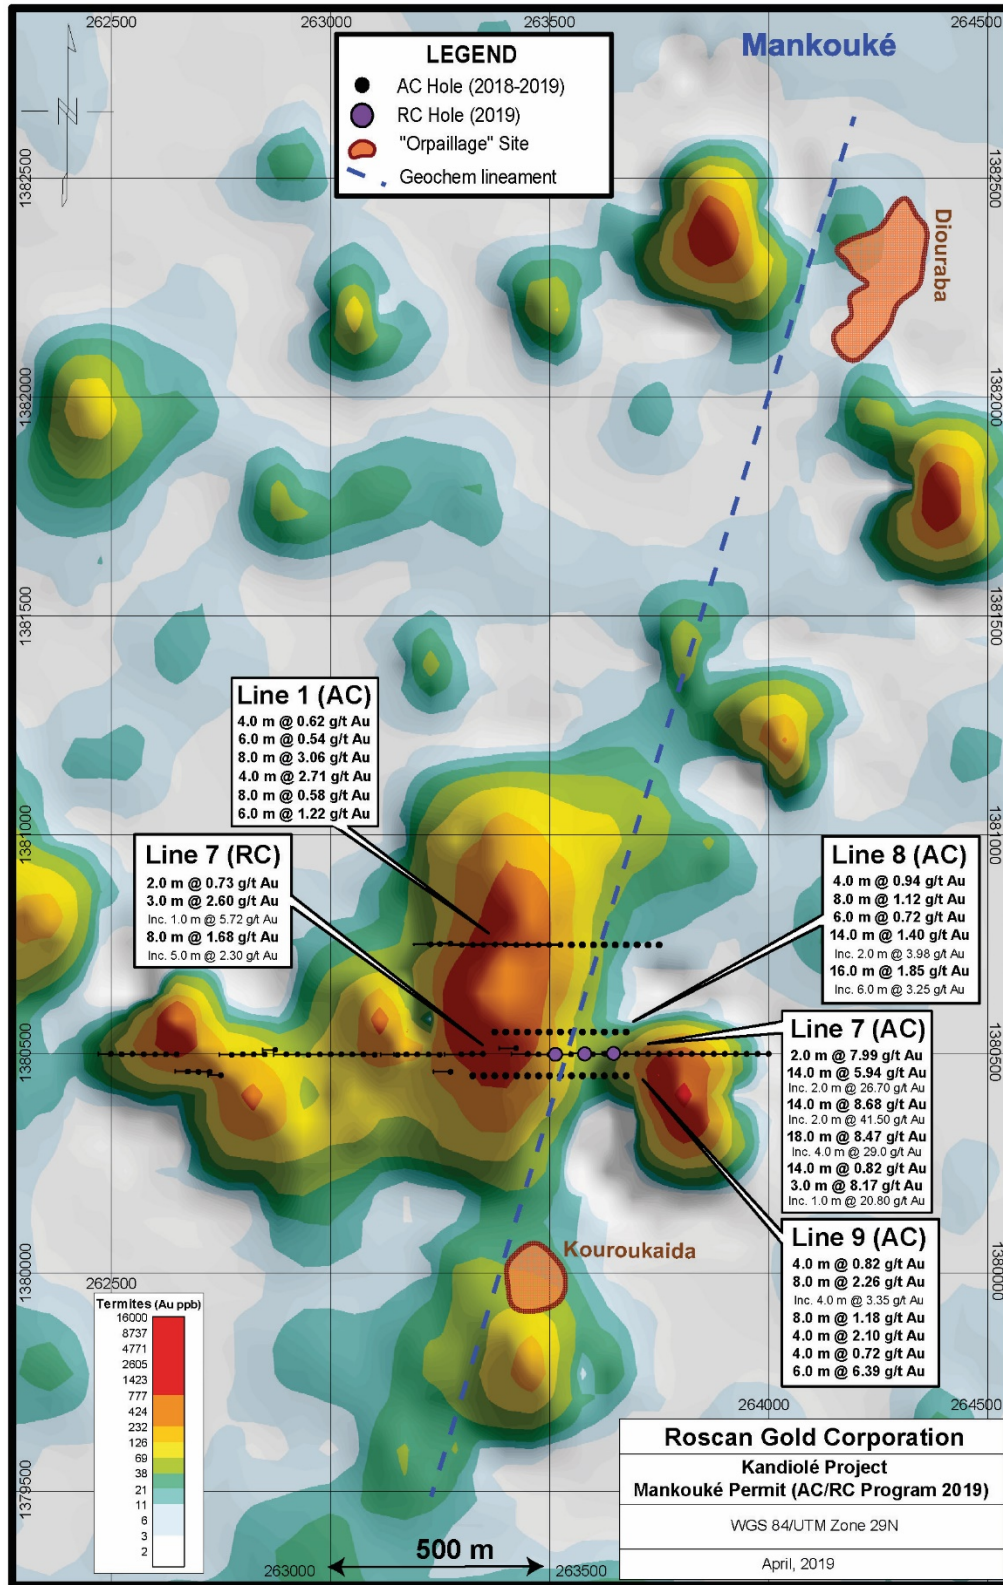 262500
263000
263500
264500
Mankouké
LEGEND
AC Hole (2018-2019)
RC Hole (2019)
"Orpaillage" Site
Geochem lineament
N
1382500
1382500
Diouraba
1382000
1382000
1381500
1381500
Line 1 (AC)
4.0 m @ 0.62 g/t Au
6.0 m @ 0.54 g/t Au
8.0 m @ 3.06 g/t Au
4.0 m @ 2.71 g/t Au
8.0 m @ 0.58 g/t Au
6.0 m @ 1.22 g/t Au
1381000
1381000
Line 7 (RC)
2.0 m @ 0.73 g/t Au
3.0 m @ 2.60 g/t Au
Inc. 1.0 m @ 5.72 g/t Au
8.0 m @ 1.68 g/t Au
Inc. 5.0 m @ 2.30 g/t Au
Line 8 (AC)
4.0 m @ 0.94 g/t Au
8.0 m @ 1.12 g/t Au
6.0 m @ 0.72 g/t Au
14.0 m @ 1.40 g/t Au
Inc. 2.0 m @ 3.98 g/t Au
16.0 m @ 1.85 g/t Au
Inc. 6.0 m @ 3.25 g/t Au
1380500
1380500
Line 7 (AC)
2.0 m @ 7.99 g/t Au
14.0 m @ 5.94 g/t Au
Inc. 2.0 m @ 26.70 g/t Au
14.0 m @ 8.68 g/t Au
Inc. 2.0 m @ 41.50 g/t Au
18.0 m @ 8.47 g/t Au
Inc. 4.0 m @ 29.0 g/t Au
14.0 m @ 0.82 g/t Au
3.0 m @ 8.17 g/t Au
Inc. 1.0 m @ 20.80 g/t Au
Line 9 (AC)
4.0 m @ 0.82 g/t Au
8.0 m @ 2.26 g/t Au
Inc. 4.0 m @ 3.35 g/t Au
8.0 m @ 1.18 g/t Au
4.0 m @ 2.10 g/t Au
4.0 m @ 0.72 g/t Au
6.0 m @ 6.39 g/t Au
Kouroukaida
1380000
1380000
262500
Termites (Au ppb)
16000
8737
4771
2605
1423
777
424
232
126
69
38
21
11
6
3
2
1379500
264000
264500
Roscan Gold Corporation
Kandiolé Project
Mankouké Permit (AC/RC Program 2019)
WGS 84/UTM Zone 29N
April, 2019
500 m
263000
263500